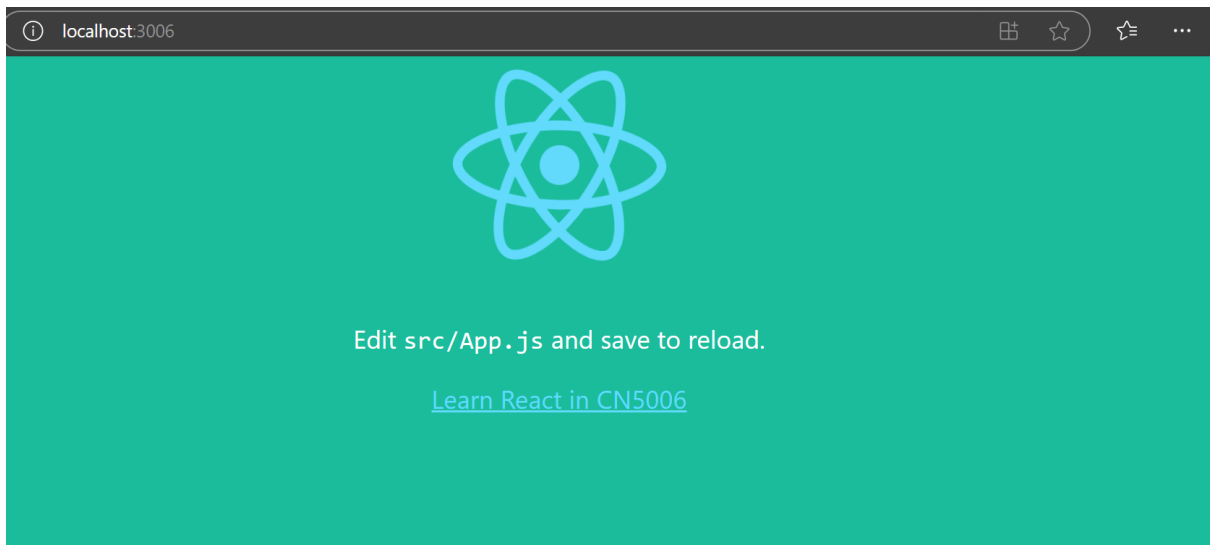 localhost:3006
Edit src/App.js and save to reload.
Learn React in CN5006